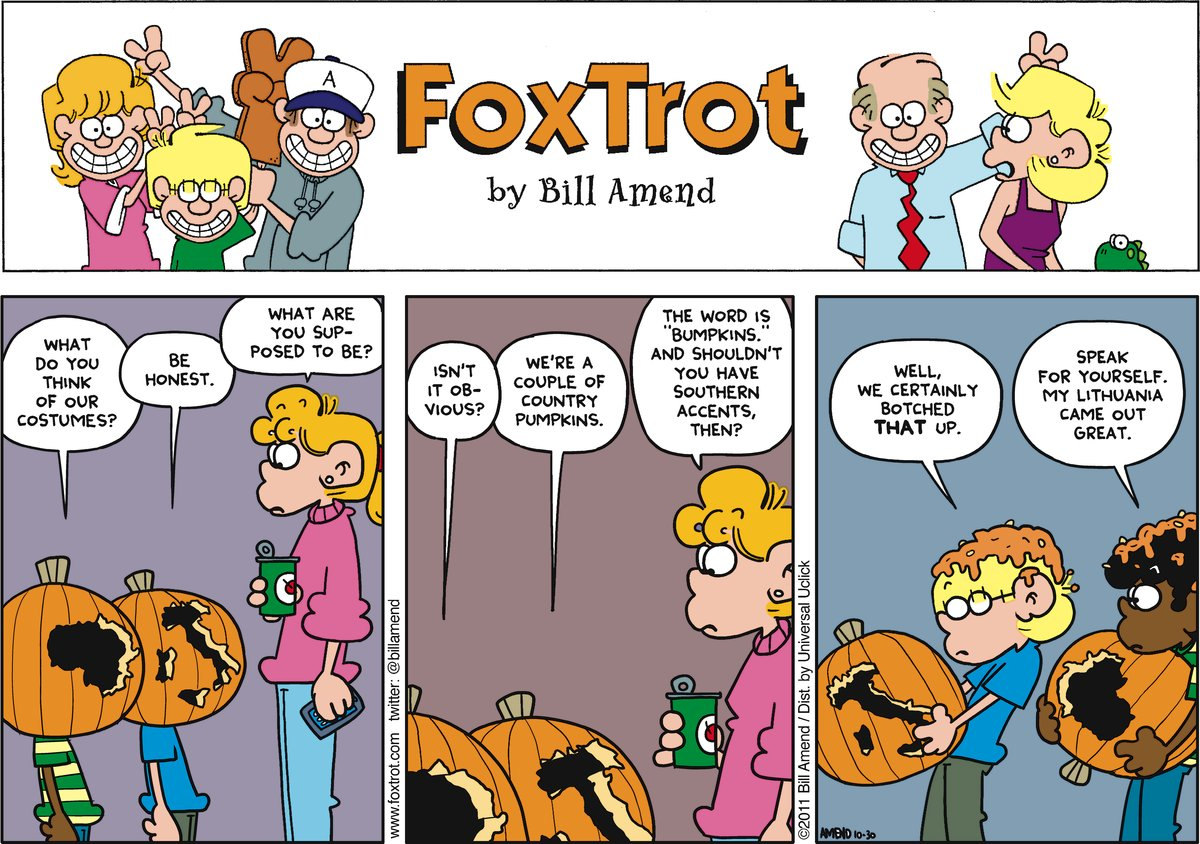 A
FOXTROT
by Bill Amend
WHAT
DO YOU
THINK
OF OUR
COSTUMES?
BE
HONEST.
WHAT ARE
YOU SUP-
POSED TO BE?
www.foxtrot.com twitter: @billamend
ISN'T
IT OB-
VIOUS?
WE'RE A
COUPLE OF
COUNTRY
PUMPKINS.
THE WORD IS
"BUMPKINS."
AND SHOULDN'T
YOU HAVE
SOUTHERN
ACCENTS,
THEN?
©2011 Bill Amend / Dist. by Universal Uclick
WELL,
WE CERTAINLY
BOTCHED
THAT UP.
SPEAK
FOR YOURSELF.
MY LITHUANIA
CAME OUT
GREAT.
AMEND 10-30